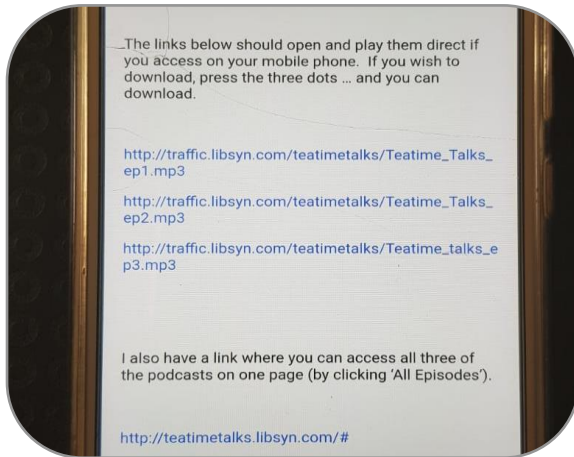 The links below should open and play them direct if
you access on your mobile phone. If you wish to
download, press the three dots ... and you can
download.
http://traffic.libsyn.com/teatimetalks/Teatime_Talks_
ep1.mp3
http://traffic.libsyn.com/teatimetalks/Teatime_Talks_
ep2.mp3
http://traffic.libsyn.com/teatimetalks/Teatime_talks_e
p3.mp3
I also have a link where you can access all three of
the podcasts on one page (by clicking 'All Episodes').
http://teatimetalks.libsyn.com/#